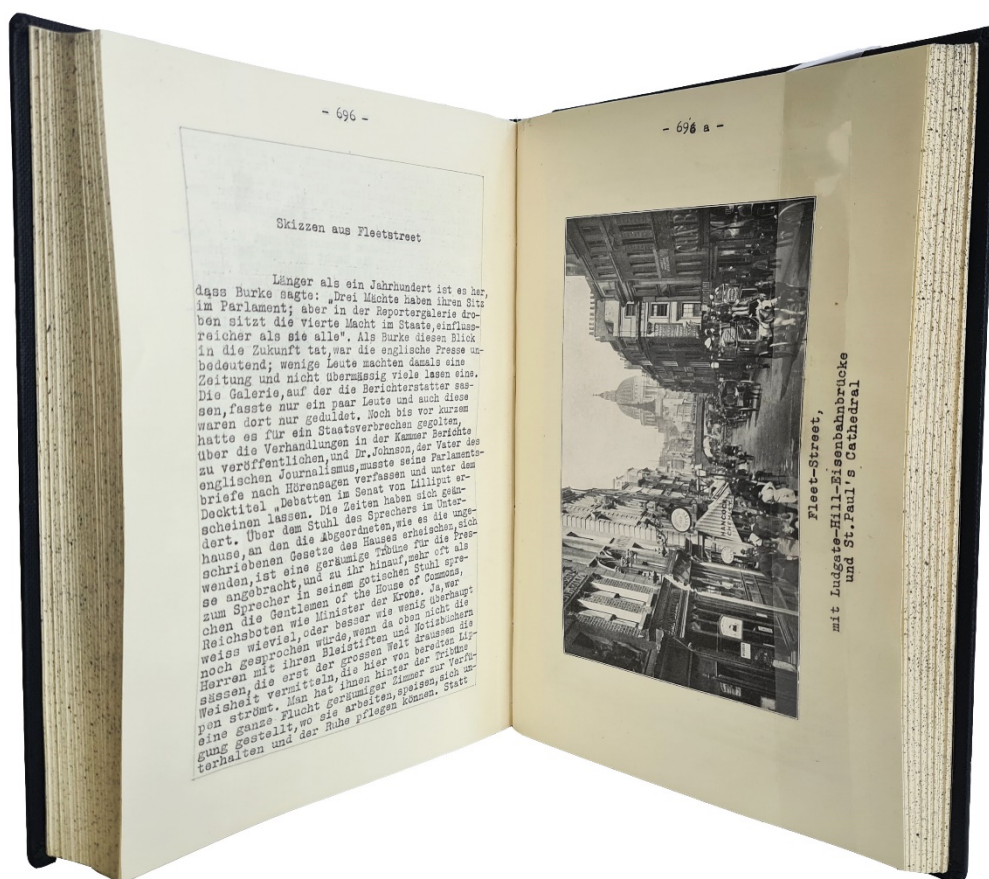 - 696 -
Skizzen aus Fleetstreet
Länger als ein Jahrhundert ist es her,
dass Burke sagte: „Drei Mächte haben ihren Sitz
im Parlament; aber in der Reportergalerie dro-
ben sitzt die vierte Macht im Staate,einfluss-
reicher als sie alle". Als Burke diesen Blick
in die Zukunft tat,war die englische Presse un-
bedeutend; wenige Leute machten damals eine
Zeitung und nicht übermässig viele lasen eine.
Die Galerie,auf der die Berichterstatter sas-
sen,fasste nur ein paar Leute und auch diese
waren dort nur geduldet. Noch bis vor kurzem
hatte es für ein Staatsverbrechen gegolten,
über die Verhandlungen in der Kammer Berichte
zu veröffentlichen,und Dr.Johnson,der Vater des
englischen Journalismus,musste seine Parlaments-
briefe nach Hörensagen verfassen und unter dem
Decktitel „Debatten im Senat von Lilliput er-
scheinen lassen. Die Zeiten haben sich geän-
dert. Über dem Stuhl des Sprechers im Unter-
hause,an den die Abgeordneten,wie es die unge-
schriebenen Gesetze des Hauses erheischen,sich
wenden,ist eine geräumige Tribüne für die Pres-
se angebracht,und zu ihr hinauf,mehr oft als
zum Sprecher in seinem gotischen Stuhl spre-
chen die Gentlemen of the House of Commons,
Reichsboten wie Minister der Krone. Ja,wer
weiss wieviel,oder besser wie wenig überhaupt
noch gesprochen würde,wenn da oben nicht die
Herren mit ihren Bleistiften und Notizbüchern
sässen,die erst der grossen Welt draussen die
Weisheit vermitteln,die hier von beredten Lip-
pen strömt. Man hat ihnen hinter der Tribüne
eine ganze Flucht geräumiger Zimmer zur Verfü-
gung gestellt,wo sie arbeiten,speisen,sich un-
terhalten und der Ruhe pflegen können. Statt
- 696 a -
Fleet-Street,
mit Ludgate-Hill-Eisenbahnbrücke
und St.Paul's Cathedral